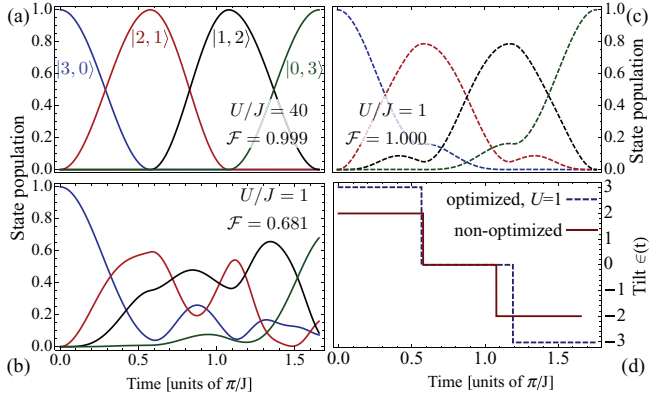 (a)
1.0
0.8
0.6
0.4
0.2
0.0
|3,0⟩
|2,1⟩
|1,2⟩
|0,3⟩
U/J = 40
F = 0.999
(c)
1.0
0.8
0.6
0.4
0.2
0.0
U/J = 1
F = 1.000
State population
State population
1.0
0.8
0.6
0.4
0.2
0.0
U/J = 1
F = 0.681
0.0
0.5
1.0
1.5
Time [units of π/J]
(b)
optimized, U=1
non-optimized
3
2
1
0
−1
−2
−3
Tilt ∈(t)
0.0
0.5
1.0
1.5
Time [units of π/J]
(d)